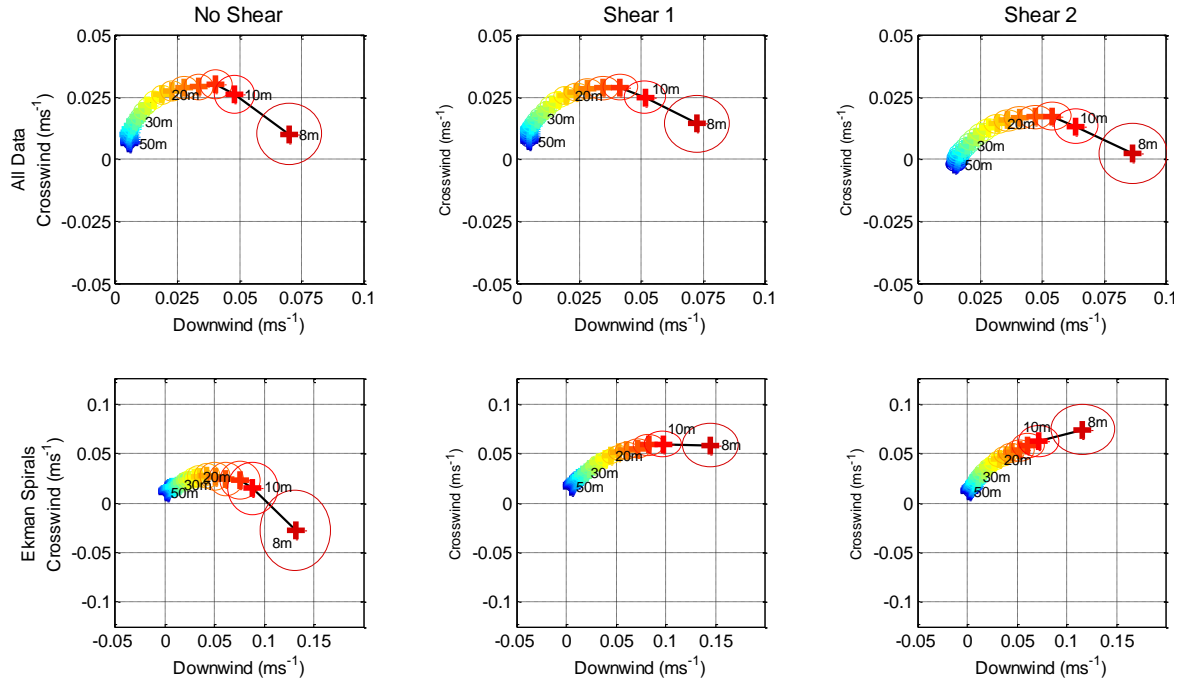 No Shear
Shear 1
Shear 2
All Data
Crosswind (ms⁻¹)
0.05
0.025
0
-0.025
-0.05
20m
10m
30m
50m
8m
0 0.025 0.05 0.075 0.1
Downwind (ms⁻¹)
Crosswind (ms⁻¹)
0.05
0.025
0
-0.025
-0.05
20m
10m
30m
50m
8m
0 0.025 0.05 0.075 0.1
Downwind (ms⁻¹)
Crosswind (ms⁻¹)
0.05
0.025
0
-0.025
-0.05
20m
10m
30m
50m
8m
0 0.025 0.05 0.075 0.1
Downwind (ms⁻¹)
Ekman Spirals
Crosswind (ms⁻¹)
0.1
0.05
0
-0.05
-0.1
20m
10m
30m
50m
8m
-0.05 0 0.05 0.1 0.15
Downwind (ms⁻¹)
Crosswind (ms⁻¹)
0.1
0.05
0
-0.05
-0.1
10m
8m
20m
30m
50m
-0.05 0 0.05 0.1 0.15
Downwind (ms⁻¹)
Crosswind (ms⁻¹)
0.1
0.05
0
-0.05
-0.1
10m
8m
20m
30m
50m
-0.05 0 0.05 0.1 0.15
Downwind (ms⁻¹)